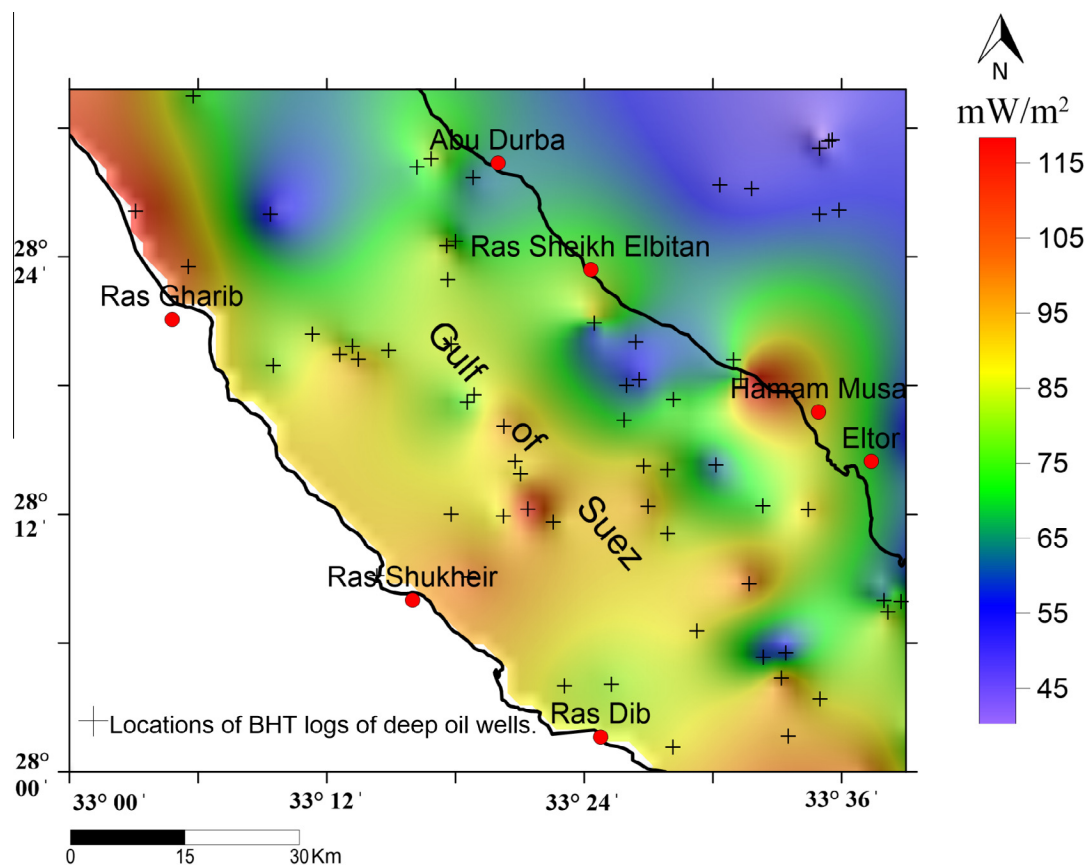 N
mW/m²
115
105
95
85
75
65
55
45
Abu Durba
Ras Sheikh Elbitan
Ras Gharib
Gulf
of
Suez
Hamam Musa
Eltor
Ras Shukheir
Ras Dib
Locations of BHT logs of deep oil wells.
28°
24'
28°
12'
28°
00'
33° 00'
33° 12'
33° 24'
33° 36'
0 15 30 Km